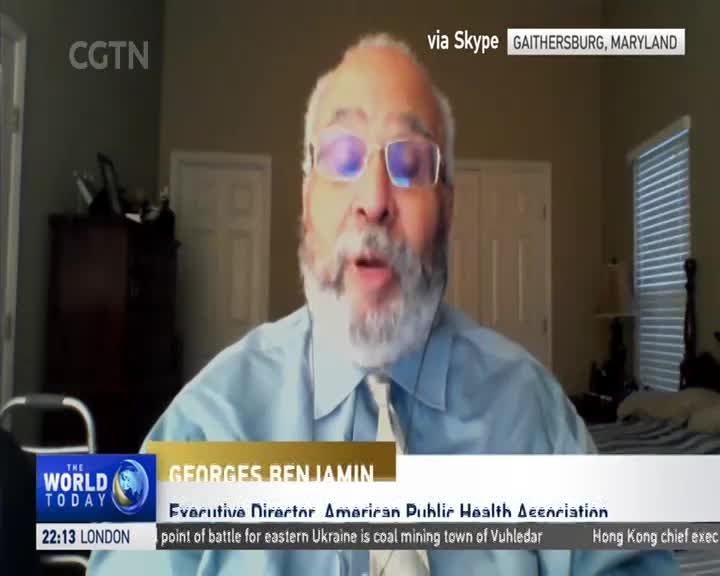 CGTN
via Skype
GAITHERSBURG, MARYLAND
GEORGES BENJAMIN
Executive Director, American Public Health Association
THE
WORLD
TODAY
22:13 LONDON
point of battle for eastern Ukraine is coal mining town of Vuhledar Hong Kong chief exec